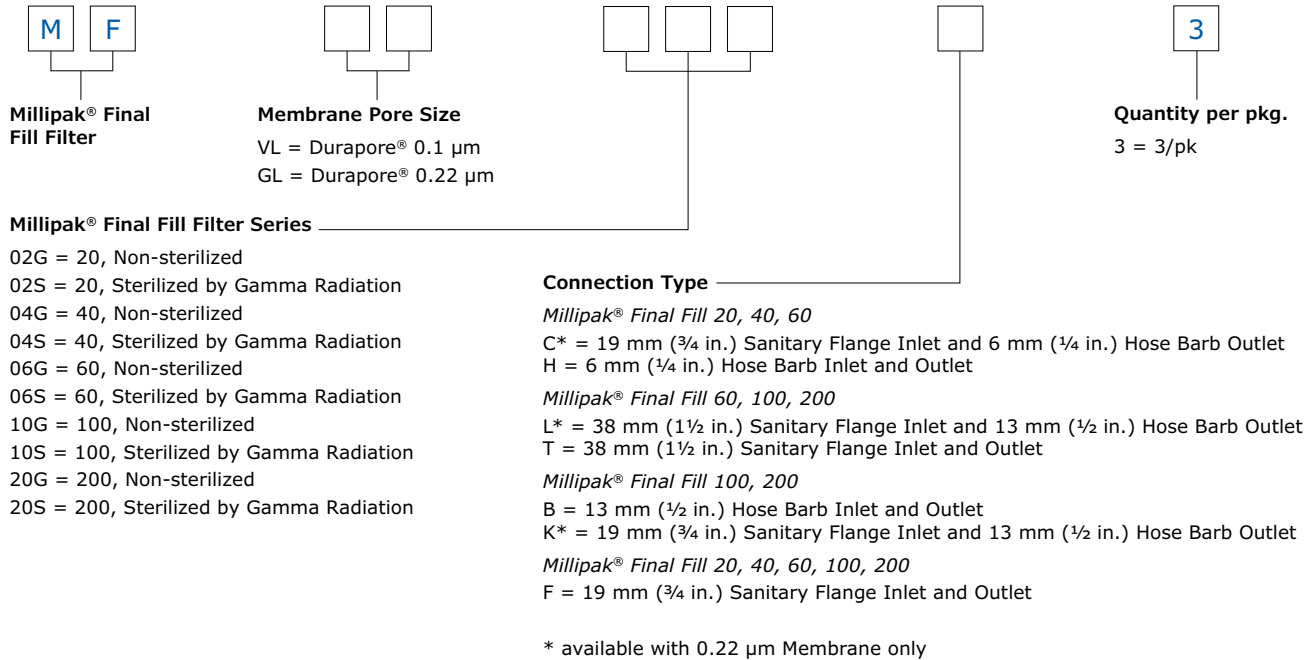 M F 3
Millipak® Final
Fill Filter
Membrane Pore Size
VL = Durapore® 0.1 µm
GL = Durapore® 0.22 µm
Quantity per pkg.
3 = 3/pk
Millipak® Final Fill Filter Series
02G = 20, Non-sterilized
02S = 20, Sterilized by Gamma Radiation
04G = 40, Non-sterilized
04S = 40, Sterilized by Gamma Radiation
06G = 60, Non-sterilized
06S = 60, Sterilized by Gamma Radiation
10G = 100, Non-sterilized
10S = 100, Sterilized by Gamma Radiation
20G = 200, Non-sterilized
20S = 200, Sterilized by Gamma Radiation
Connection Type
Millipak® Final Fill 20, 40, 60
C* = 19 mm (¾ in.) Sanitary Flange Inlet and 6 mm (¼ in.) Hose Barb Outlet
H = 6 mm (¼ in.) Hose Barb Inlet and Outlet
Millipak® Final Fill 60, 100, 200
L* = 38 mm (1½ in.) Sanitary Flange Inlet and 13 mm (½ in.) Hose Barb Outlet
T = 38 mm (1½ in.) Sanitary Flange Inlet and Outlet
Millipak® Final Fill 100, 200
B = 13 mm (½ in.) Hose Barb Inlet and Outlet
K* = 19 mm (¾ in.) Sanitary Flange Inlet and 13 mm (½ in.) Hose Barb Outlet
Millipak® Final Fill 20, 40, 60, 100, 200
F = 19 mm (¾ in.) Sanitary Flange Inlet and Outlet
* available with 0.22 µm Membrane only